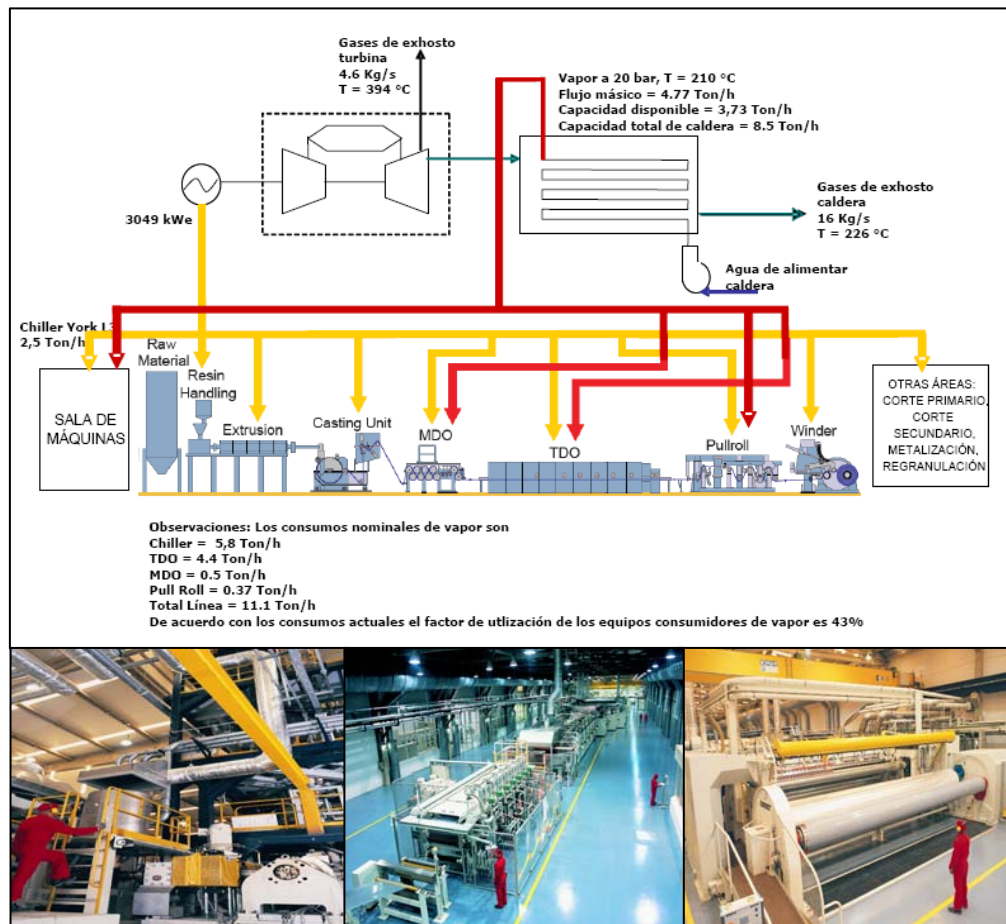 Gases de exhosto
turbina
4.6 Kg/s
T = 394 °C
Vapor a 20 bar, T = 210 °C
Flujo másico = 4.77 Ton/h
Capacidad disponible = 3,73 Ton/h
Capacidad total de caldera = 8.5 Ton/h
3049 kWe
Gases de exhosto
caldera
16 Kg/s
T = 226 °C
Agua de alimentar
caldera
Chiller York L3
2,5 Ton/h
SALA DE
MÁQUINAS
Raw
Material
Resin
Handling
Extrusion
Casting Unit
MDO
TDO
Pullroll
Winder
OTRAS ÁREAS:
CORTE PRIMARIO,
CORTE
SECUNDARIO,
METALIZACIÓN,
REGRANULACIÓN
Observaciones: Los consumos nominales de vapor son
Chiller = 5,8 Ton/h
TDO = 4.4 Ton/h
MDO = 0.5 Ton/h
Pull Roll = 0.37 Ton/h
Total Línea = 11.1 Ton/h
De acuerdo con los consumos actuales el factor de utlización de los equipos consumidores de vapor es 43%